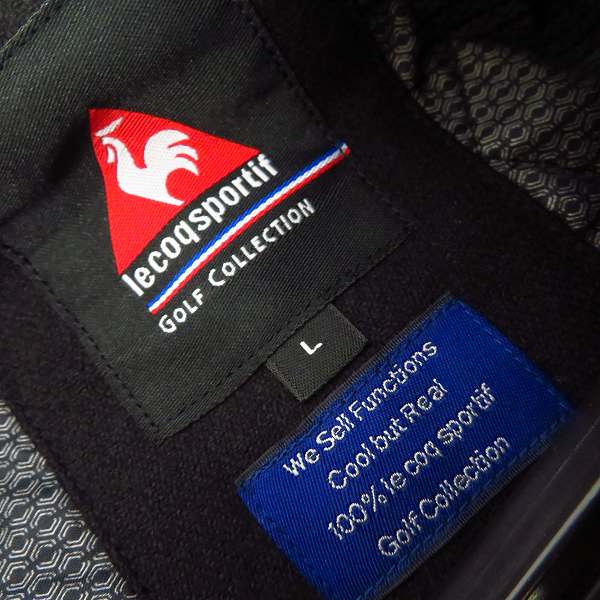 lecoqsportif
GOLF COLLECTION
L
We Sell Functions
Cool but Real
100% le coq sportif
Golf Collection